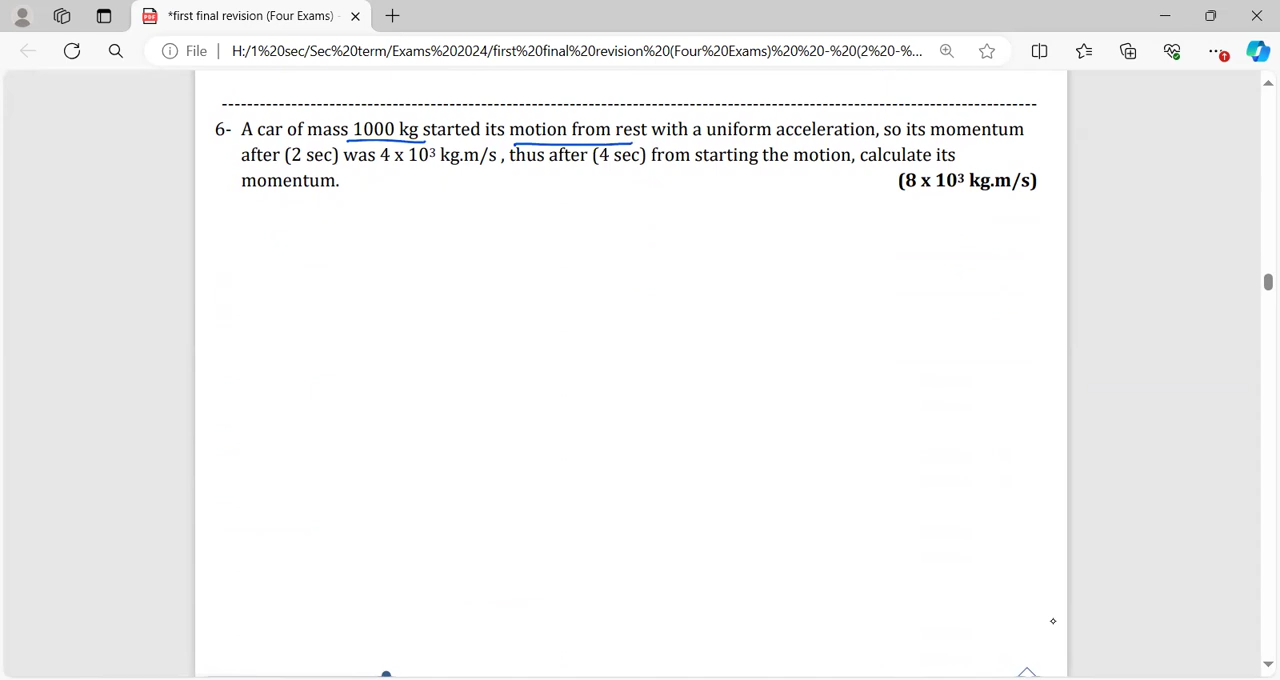 *first final revision (Four Exams) -
File
H:/1%20sec/Sec%20term/Exams%202024/first%20final%20revision%20(Four%20Exams)%20%20-%20(2%20-%...
6- A car of mass 1000 kg started its motion from rest with a uniform acceleration, so its momentum
after (2 sec) was 4 x 10³ kg.m/s , thus after (4 sec) from starting the motion, calculate its
momentum. (8 x 10³ kg.m/s)